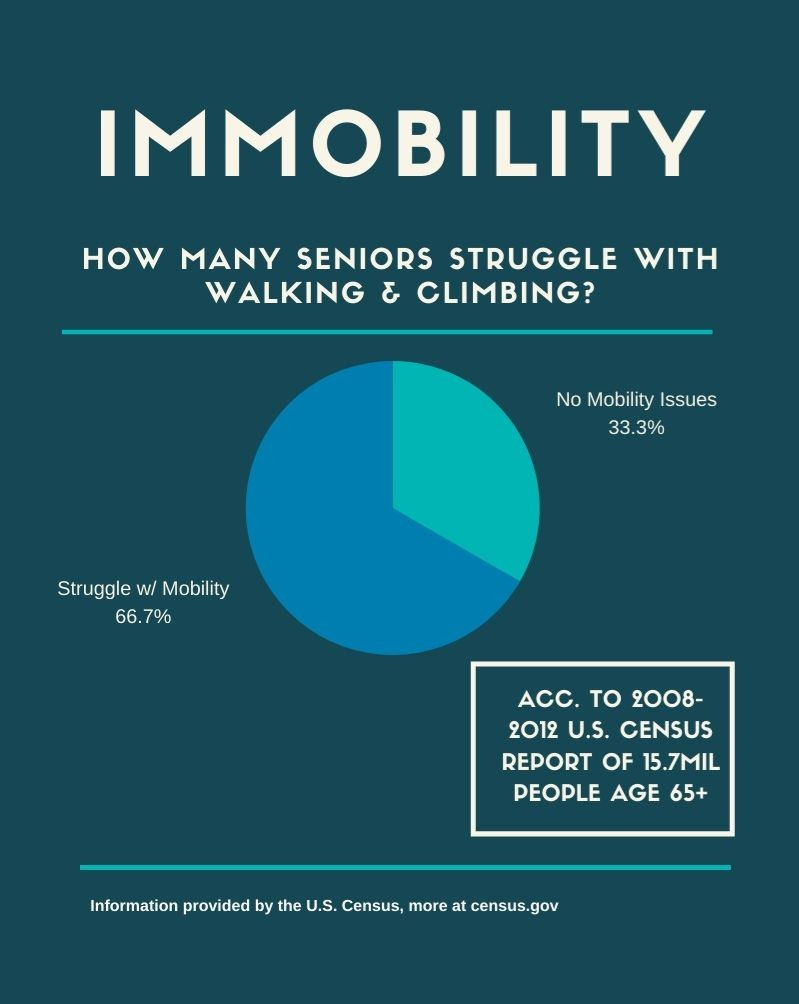 IMMOBILITY
HOW MANY SENIORS STRUGGLE WITH
WALKING & CLIMBING?
No Mobility Issues
33.3%
Struggle w/ Mobility
66.7%
ACC. TO 2008-
2012 U.S. CENSUS
REPORT OF 15.7MIL
PEOPLE AGE 65+
Information provided by the U.S. Census, more at census.gov